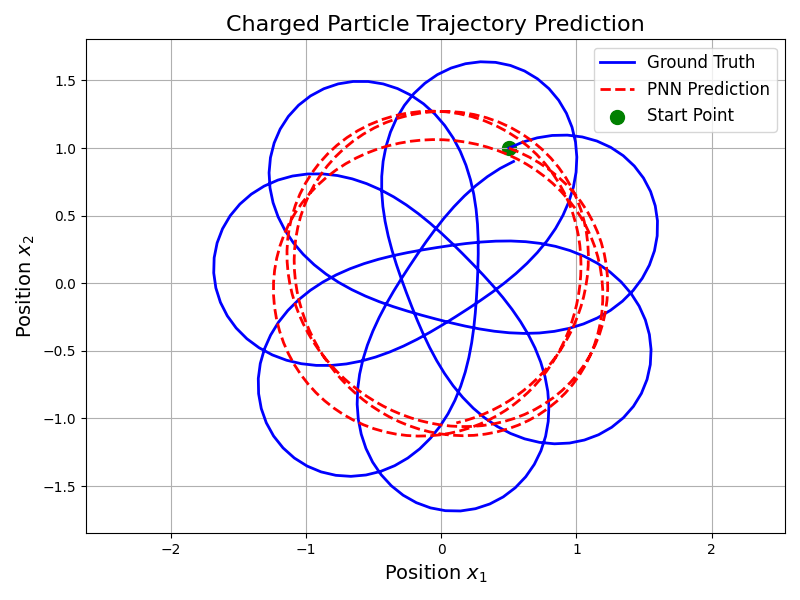 Charged Particle Trajectory Prediction
Ground Truth
PNN Prediction
Start Point
1.5
1.0
0.5
0.0
−0.5
−1.0
−1.5
Position x₂
−2
−1
0
1
2
Position x₁